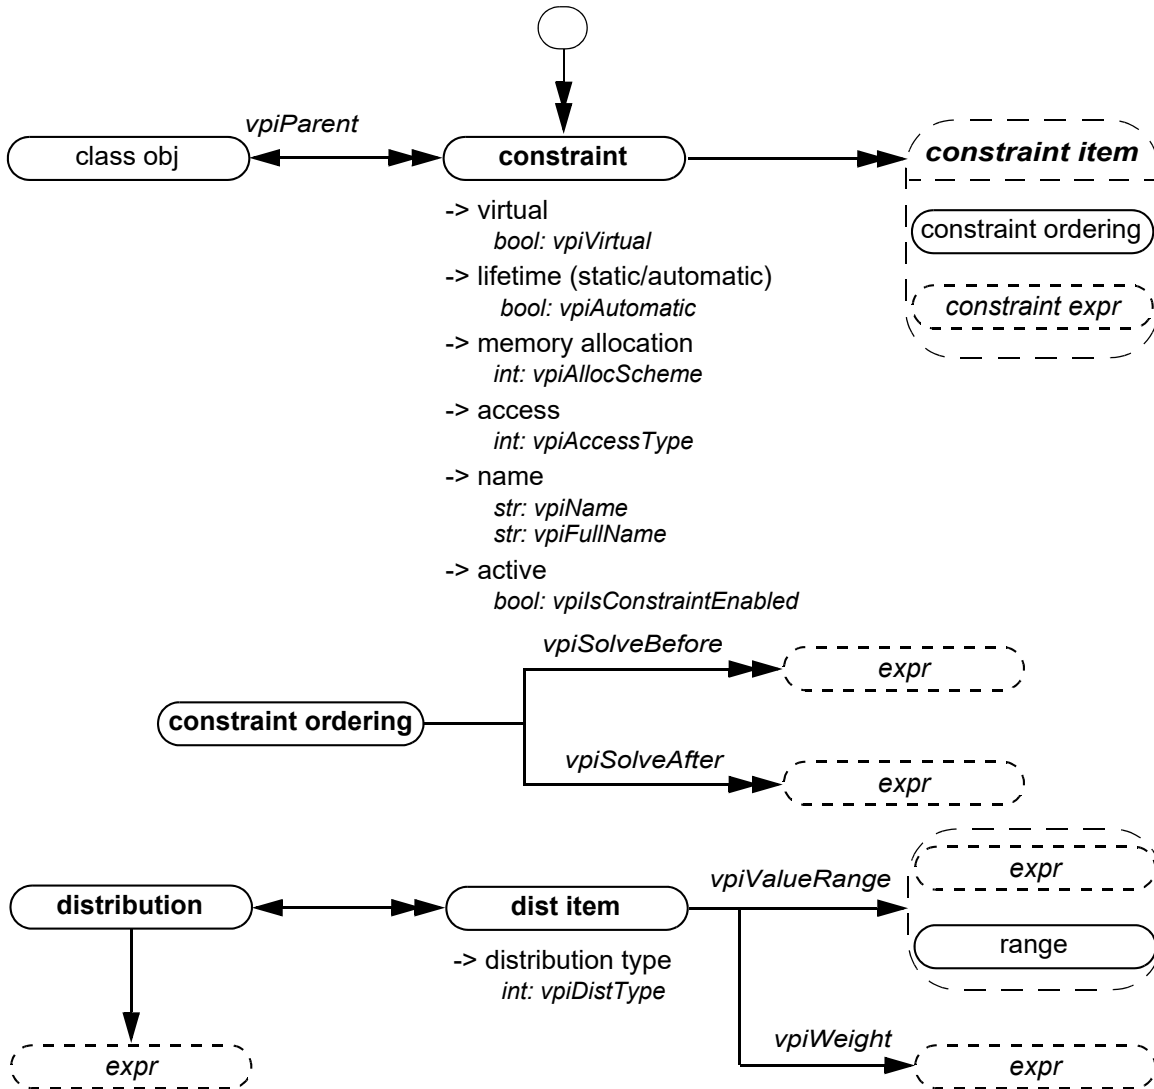 vpiParent
class obj
constraint
constraint item
-> virtual
bool: vpiVirtual
constraint ordering
-> lifetime (static/automatic)
bool: vpiAutomatic
constraint expr
-> memory allocation
int: vpiAllocScheme
-> access
int: vpiAccessType
-> name
str: vpiName
str: vpiFullName
-> active
bool: vpiIsConstraintEnabled
vpiSolveBefore
expr
constraint ordering
vpiSolveAfter
expr
distribution
dist item
vpiValueRange
expr
range
-> distribution type
int: vpiDistType
vpiWeight
expr
expr